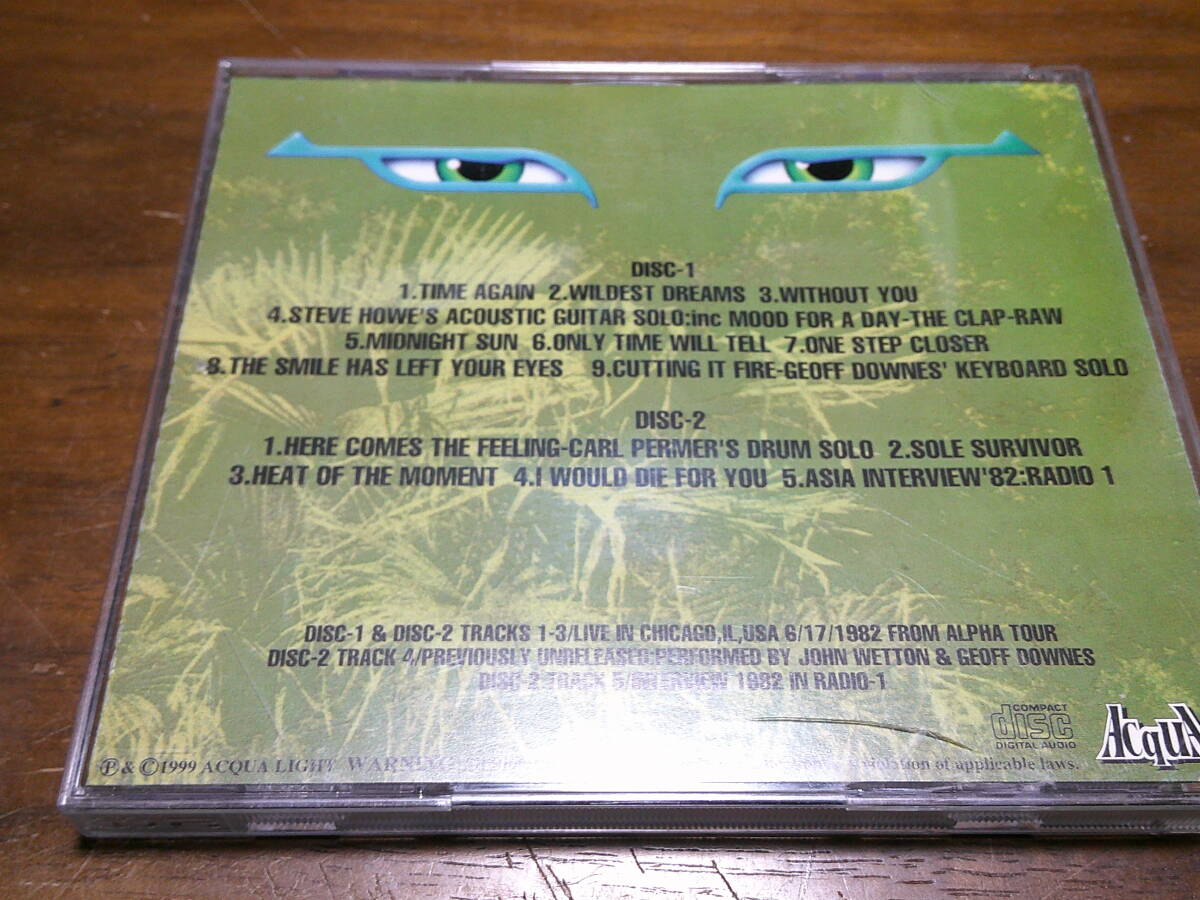 DISC-1
1.TIME AGAIN 2.WILDEST DREAMS 3.WITHOUT YOU
4.STEVE HOWE'S ACOUSTIC GUITAR SOLO:inc MOOD FOR A DAY-THE CLAP-RAW
5.MIDNIGHT SUN 6.ONLY TIME WILL TELL 7.ONE STEP CLOSER
8.THE SMILE HAS LEFT YOUR EYES 9.CUTTING IT FIRE-GEOFF DOWNES' KEYBOARD SOLO
DISC-2
1.HERE COMES THE FEELING-CARL PERMER'S DRUM SOLO 2.SOLE SURVIVOR
3.HEAT OF THE MOMENT 4.I WOULD DIE FOR YOU 5.ASIA INTERVIEW'82:RADIO 1
DISC-1 & DISC-2 TRACKS 1-3/LIVE IN CHICAGO,IL,USA 6/17/1982 FROM ALPHA TOUR
DISC-2 TRACK 4/PREVIOUSLY UNRELEASED:PERFORMED BY JOHN WETTON & GEOFF DOWNES
DISC-2 TRACK 5/INTERVIEW 1982 IN RADIO-1
COMPACT
disc
DIGITAL AUDIO
ACQUA
℗ & ©1999 ACQUA LIGHT WARNING violation of applicable laws.